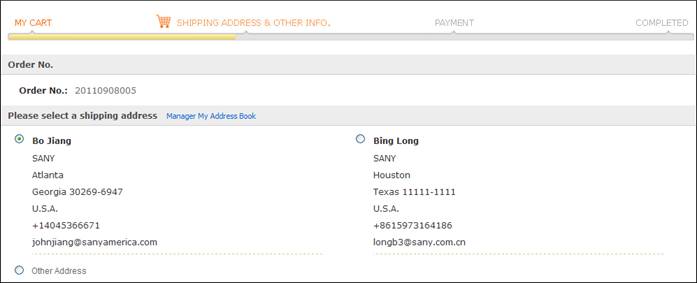 MY CART SHIPPING ADDRESS & OTHER INFO. PAYMENT COMPLETED
Order No.
Order No.: 20110908005
Please select a shipping address Manager My Address Book
Bo Jiang
SANY
Atlanta
Georgia 30269-6947
U.S.A.
+14045366671
johnjiang@sanyamerica.com
Bing Long
SANY
Houston
Texas 11111-1111
U.S.A.
+8615973164186
longb3@sany.com.cn
Other Address